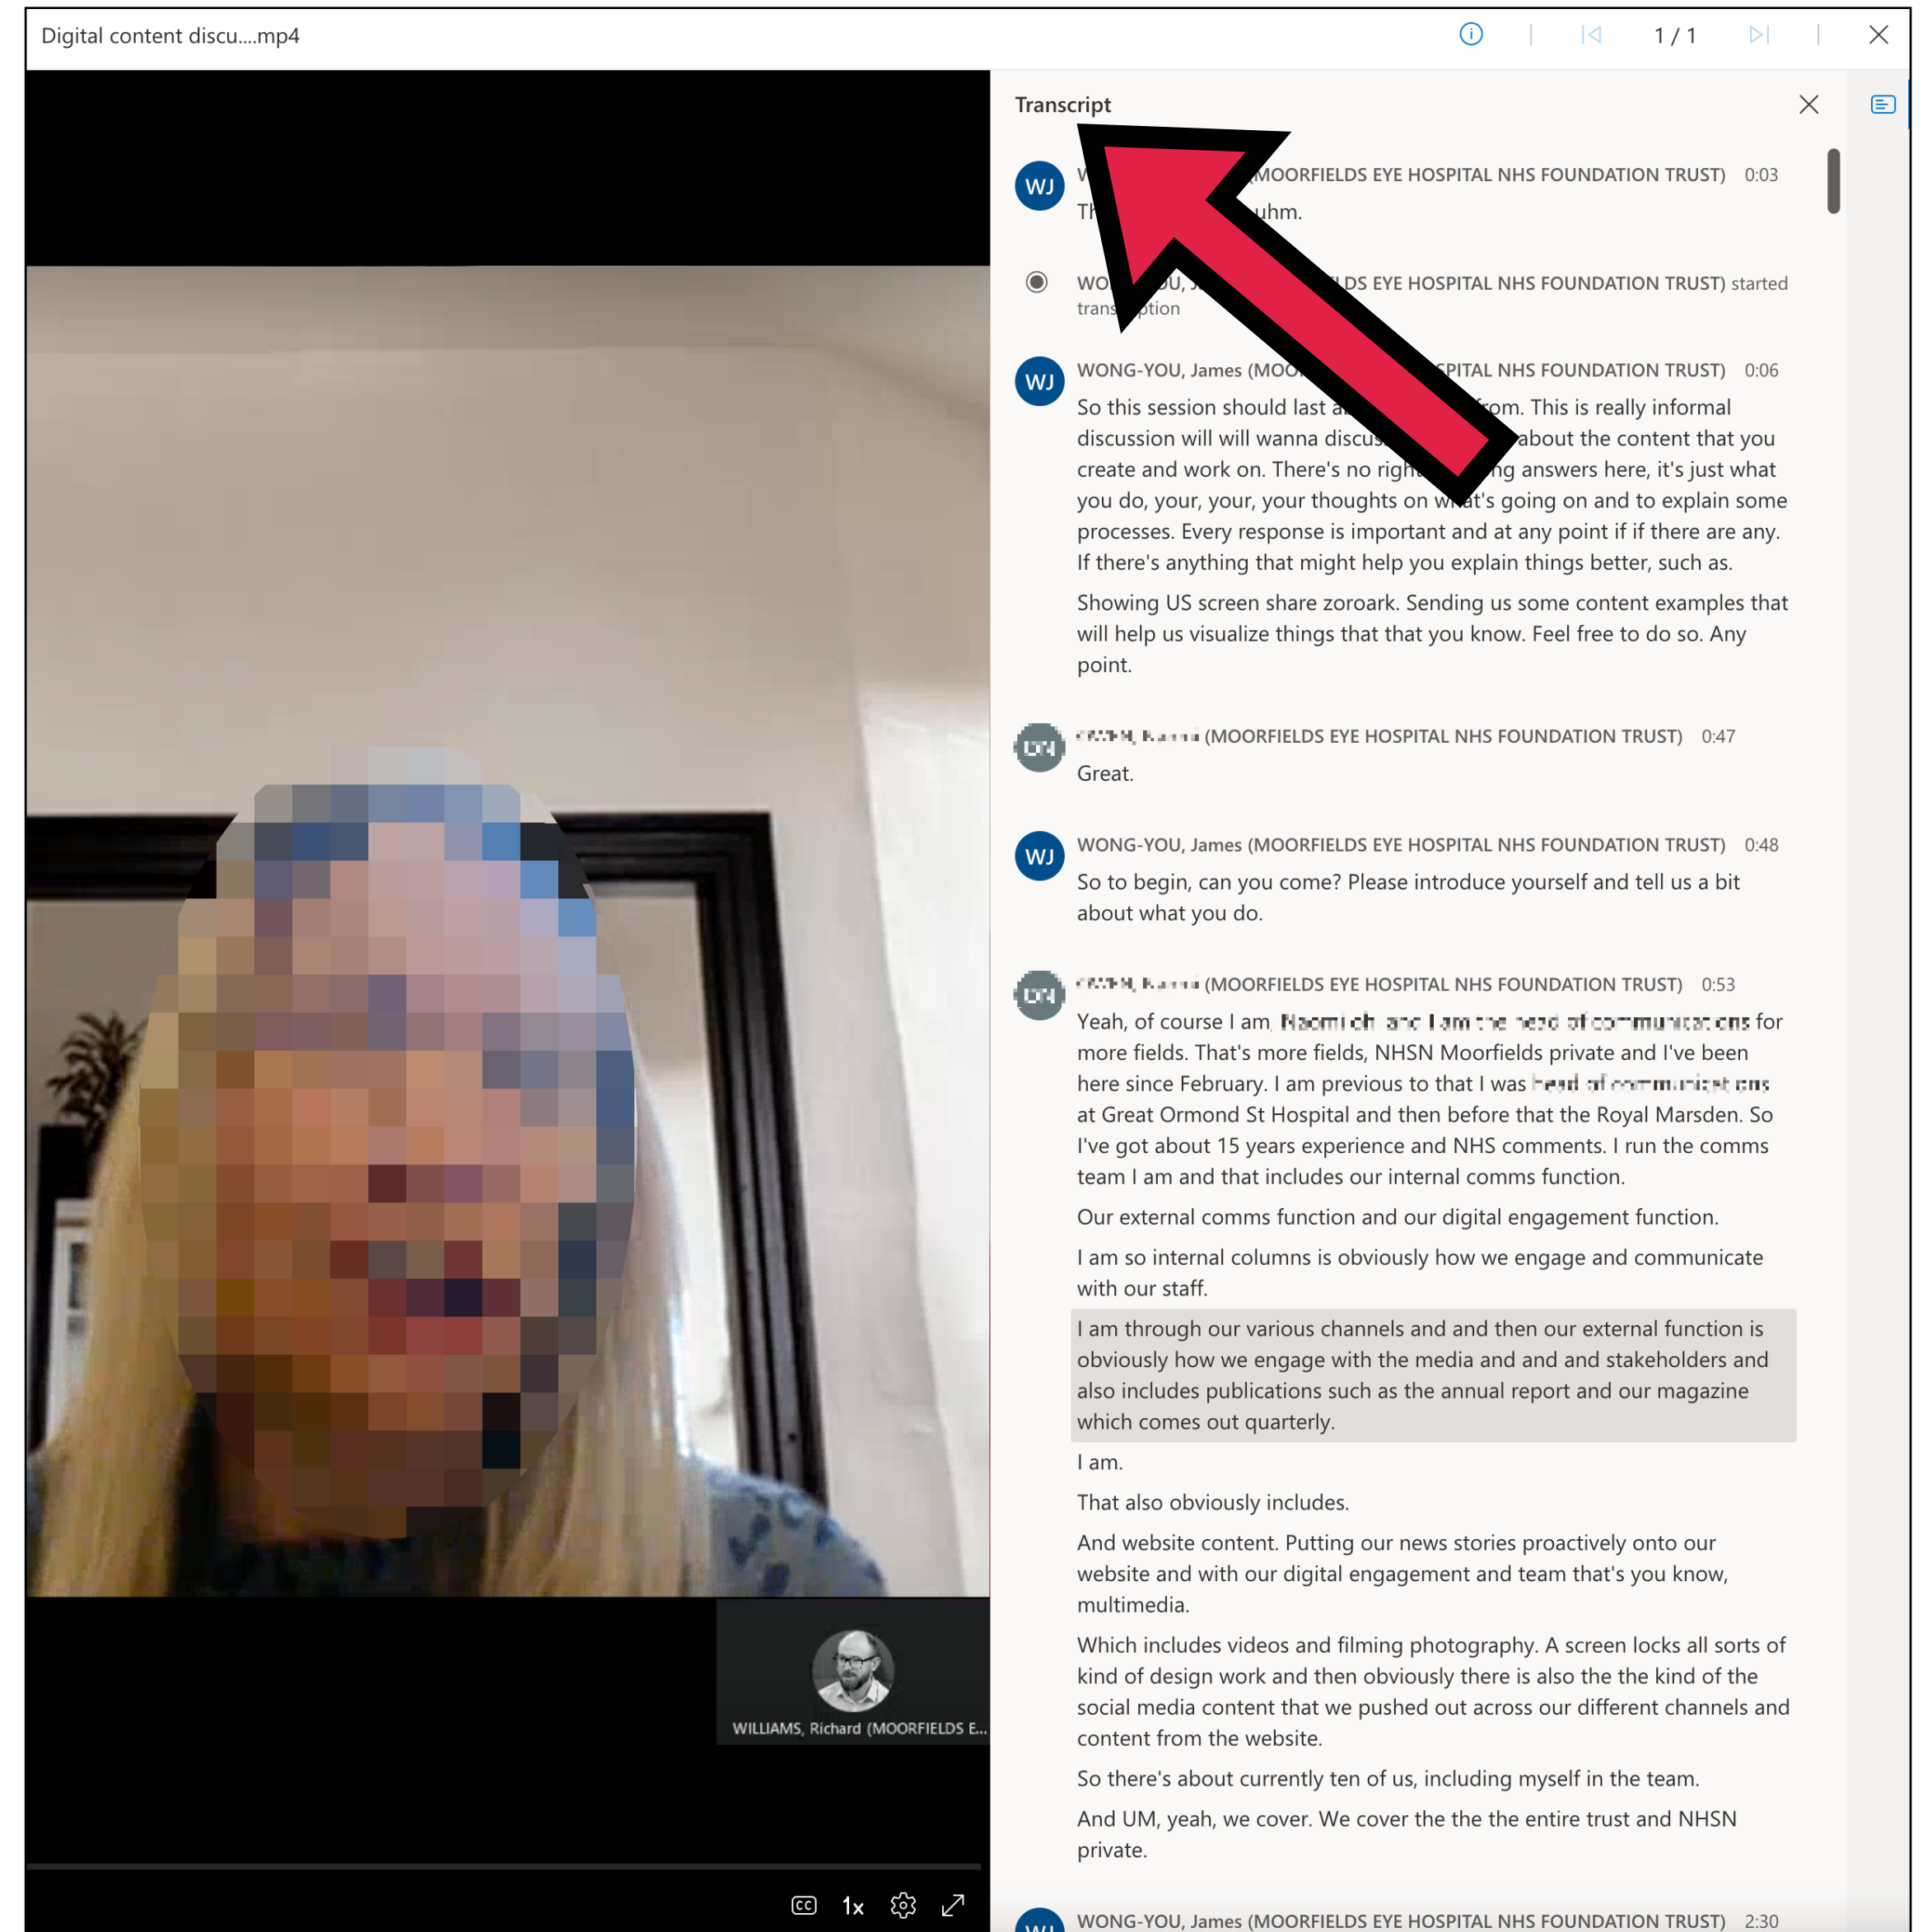 Digital content discu....mp4
1 / 1
Transcript
WJ
(MOORFIELDS EYE HOSPITAL NHS FOUNDATION TRUST) 0:03
uhm.
EYE HOSPITAL NHS FOUNDATION TRUST) started
WJ
WONG-YOU, James NHS FOUNDATION TRUST) 0:06
So this session should last This is really informal
discussion will will wanna about the content that you
create and work on. There's no answers here, it's just what
you do, your, your, your thoughts on what's going on and to explain some
processes. Every response is important and at any point if if there are any.
If there's anything that might help you explain things better, such as.
Showing US screen share zoroark. Sending us some content examples that
will help us visualize things that that you know. Feel free to do so. Any
point.
(MOORFIELDS EYE HOSPITAL NHS FOUNDATION TRUST) 0:47
Great.
WJ
WONG-YOU, James (MOORFIELDS EYE HOSPITAL NHS FOUNDATION TRUST) 0:48
So to begin, can you come? Please introduce yourself and tell us a bit
about what you do.
(MOORFIELDS EYE HOSPITAL NHS FOUNDATION TRUST) 0:53
Yeah, of course I am, for
more fields. That's more fields, NHSN Moorfields private and I've been
here since February. I am previous to that I was
at Great Ormond St Hospital and then before that the Royal Marsden. So
I've got about 15 years experience and NHS comments. I run the comms
team I am and that includes our internal comms function.
Our external comms function and our digital engagement function.
I am so internal columns is obviously how we engage and communicate
with our staff.
I am through our various channels and and then our external function is
obviously how we engage with the media and and and stakeholders and
also includes publications such as the annual report and our magazine
which comes out quarterly.
I am.
That also obviously includes.
And website content. Putting our news stories proactively onto our
website and with our digital engagement and team that's you know,
multimedia.
Which includes videos and filming photography. A screen locks all sorts of
kind of design work and then obviously there is also the the kind of the
social media content that we pushed out across our different channels and
content from the website.
So there's about currently ten of us, including myself in the team.
And UM, yeah, we cover. We cover the the the entire trust and NHSN
private.
WONG-YOU, James (MOORFIELDS EYE HOSPITAL NHS FOUNDATION TRUST) 2:30
WILLIAMS, Richard (MOORFIELDS E...
CC 1x